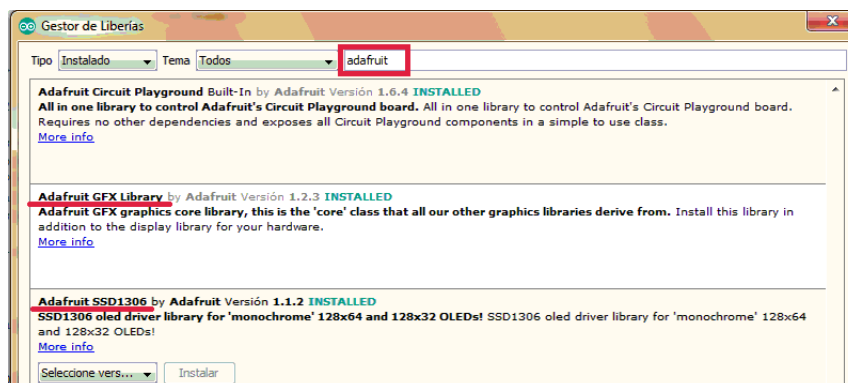 Gestor de Liberías
Tipo Instalado Tema Todos adafruit
Adafruit Circuit Playground Built-In by Adafruit Versión 1.6.4 INSTALLED
All in one library to control Adafruit's Circuit Playground board. All in one library to control Adafruit's Circuit Playground board.
Requires no other dependencies and exposes all Circuit Playground components in a simple to use class.
More info
Adafruit GFX Library by Adafruit Versión 1.2.3 INSTALLED
Adafruit GFX graphics core library, this is the 'core' class that all our other graphics libraries derive from. Install this library in
addition to the display library for your hardware.
More info
Adafruit SSD1306 by Adafruit Versión 1.1.2 INSTALLED
SSD1306 oled driver library for 'monochrome' 128x64 and 128x32 OLEDs! SSD1306 oled driver library for 'monochrome' 128x64
and 128x32 OLEDs!
More info
Seleccione vers... Instalar